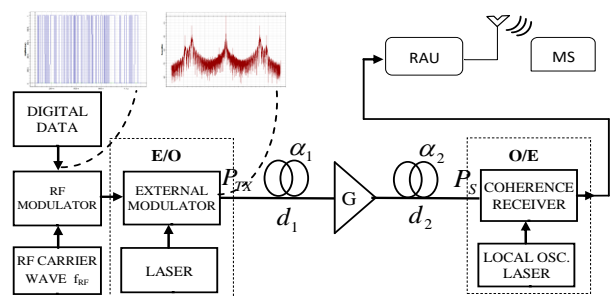 RAU
MS
DIGITAL
DATA
E/O
P_TX
α₁
α₂
O/E
P_S
RF
MODULATOR
EXTERNAL
MODULATOR
G
COHERENCE
RECEIVER
d₁
d₂
RF CARRIER
WAVE f_RF
LASER
LOCAL OSC.
LASER